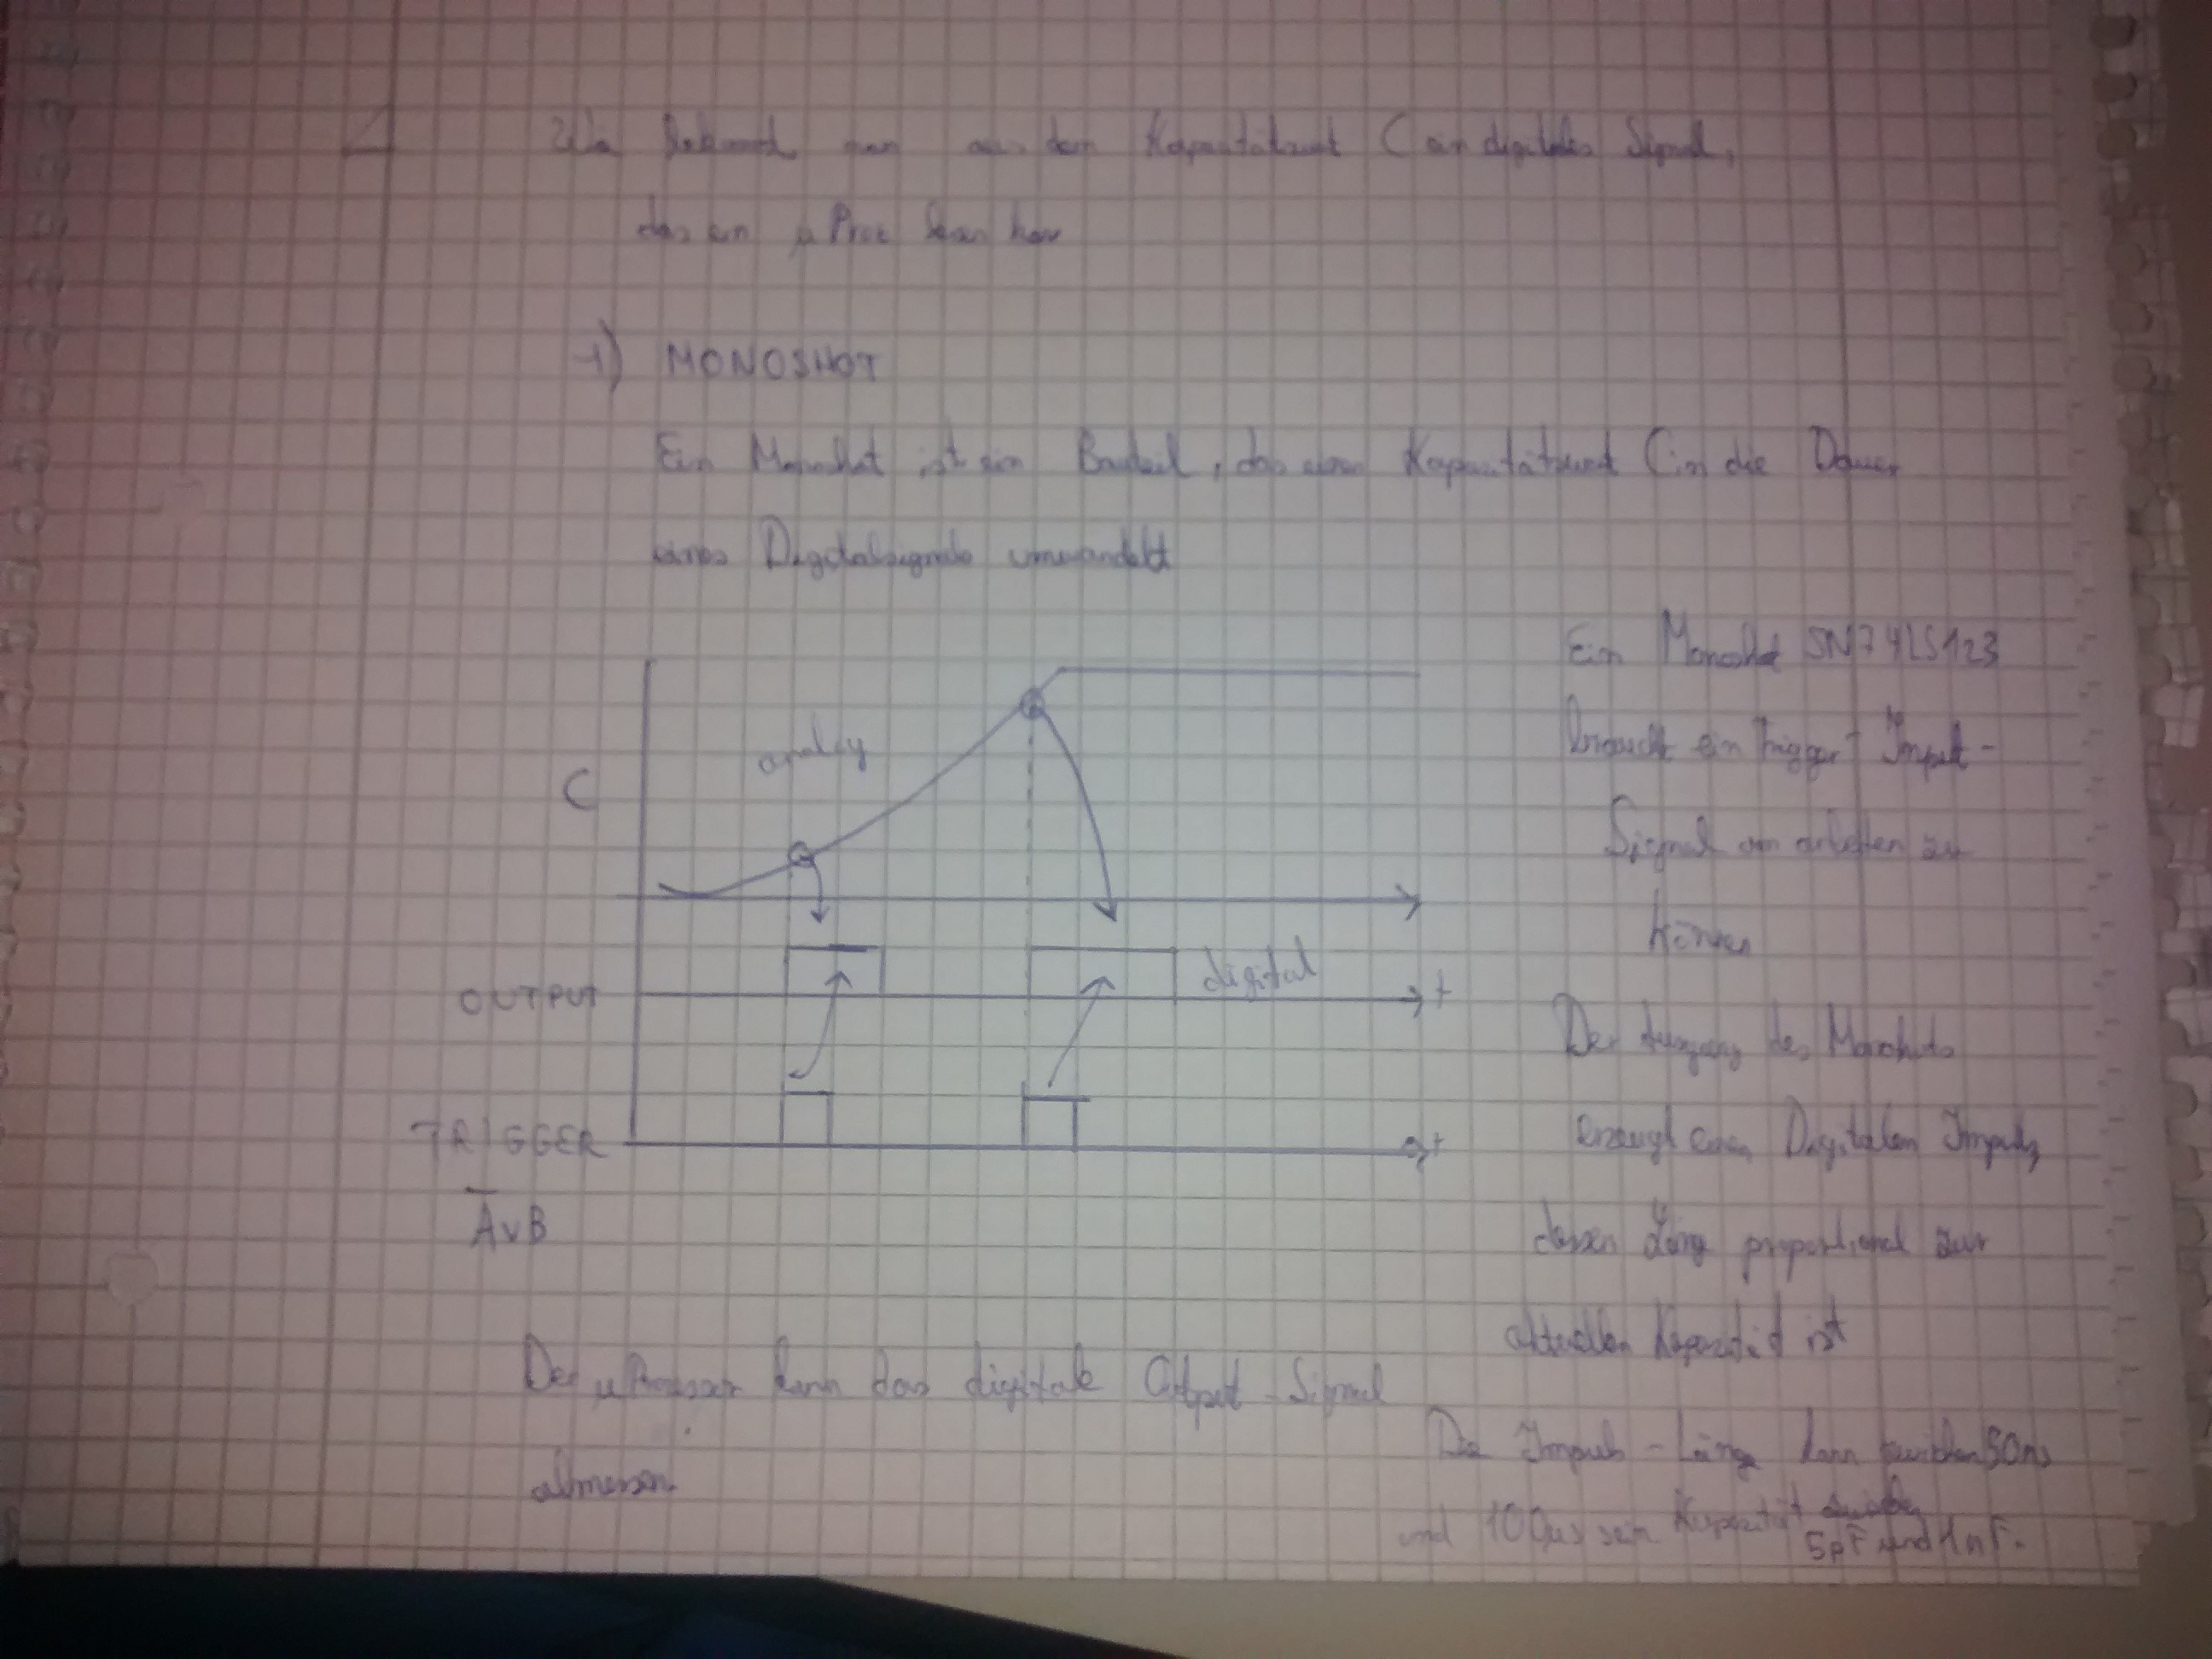 4 Wie bekommt man aus dem Kapazitätswert C ein digitales Signal,
das ein µProz lesen kann
1) MONOSHOT
Ein Monoshot ist ein Bauteil, das einen Kapazitätswert C in die Dauer
eines Digitalsignals umwandelt
C
analog
OUTPUT
digital
t
TRIGGER
t
A̅vB
Ein Monoshot SN74LS123
braucht ein Trigger-Input-
Signal um arbeiten zu
können
Der Ausgang des Monoshots
erzeugt einen Digitalen Impuls,
dessen Länge proportional zur
aktuellen Kapazität ist
Der µProzessor kann das digitale Output-Signal
abmessen.
Die Impuls-Länge kann zwischen 50ns
und 100µs sein Kapazität zwischen
5pF und 1nF.